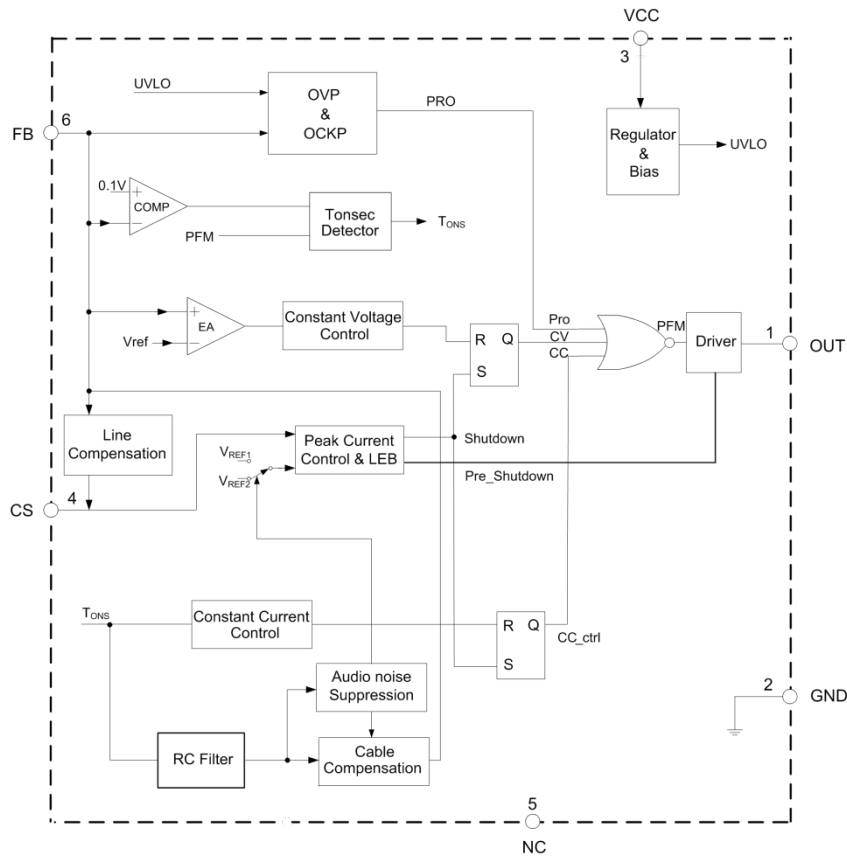 VCC
3
UVLO
OVP
&
OCKP
PRO
6
FB
Regulator
&
Bias
UVLO
0.1V
+
COMP
−
Tonsec
Detector
TONS
PFM
+
EA
−
Vref
Constant Voltage
Control
R
Q
S
Pro
CV
CC
PFM
Driver
1
OUT
Line
Compensation
VREF1
VREF2
Peak Current
Control & LEB
Shutdown
Pre_Shutdown
4
CS
TONS
Constant Current
Control
R
Q
S
CC_ctrl
Audio noise
Suppression
2
GND
RC Filter
Cable
Compensation
5
NC